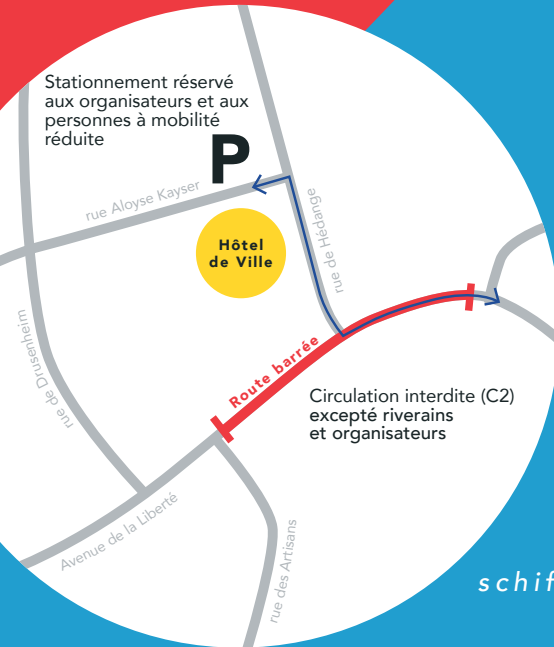 Stationnement réservé
aux organisateurs et aux
personnes à mobilité
réduite
P
rue Aloyse Kayser
rue de Hédange
Hôtel
de Ville
rue de Drusenheim
Route barrée
Circulation interdite (C2)
excepté riverains
et organisateurs
Avenue de la Liberté
rue des Artisans
schif